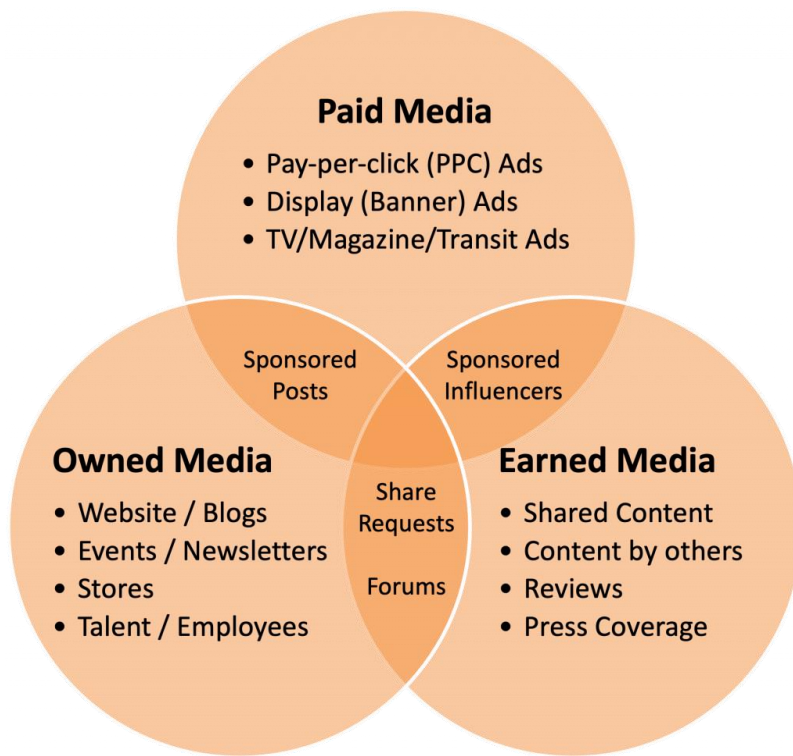 Paid Media
• Pay-per-click (PPC) Ads
• Display (Banner) Ads
• TV/Magazine/Transit Ads
Sponsored
Posts
Sponsored
Influencers
Owned Media
• Website / Blogs
• Events / Newsletters
• Stores
• Talent / Employees
Share
Requests
Forums
Earned Media
• Shared Content
• Content by others
• Reviews
• Press Coverage